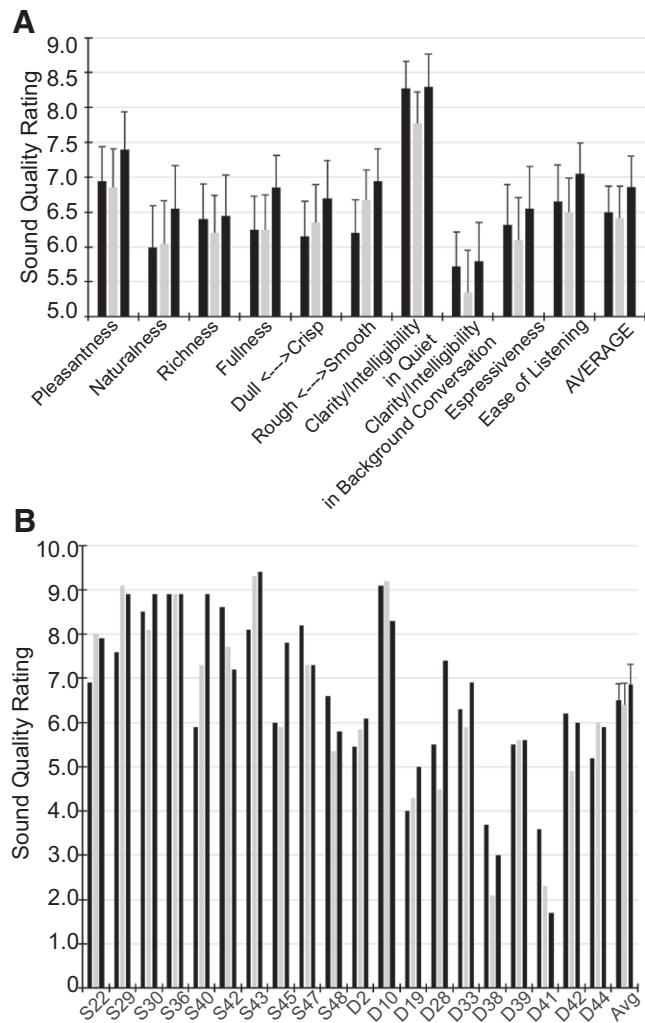 A
Sound Quality Rating
9.0
8.5
8.0
7.5
7.0
6.5
6.0
5.5
5.0
Pleasantness
Naturalness
Richness
Fullness
Dull <--->Crisp
Rough <--->Smooth
Clarity/Intelligibility
in Quiet
Clarity/Intelligbility
in Background Conversation
Espressiveness
Ease of Listening
AVERAGE
B
Sound Quality Rating
10.0
9.0
8.0
7.0
6.0
5.0
4.0
3.0
2.0
1.0
0
S22
S29
S30
S36
S40
S42
S43
S45
S47
S48
D2
D10
D19
D28
D33
D38
D39
D41
D42
D44
Avg